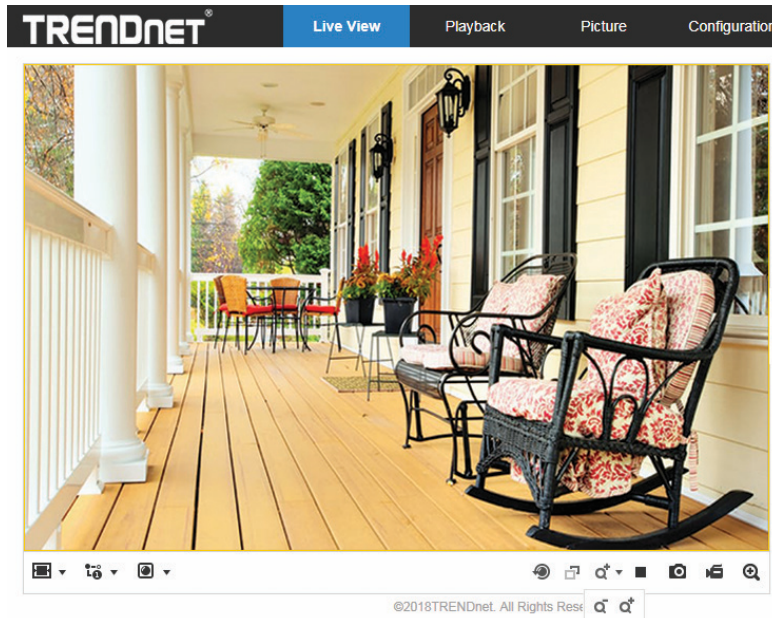 TRENDnet®
Live View Playback Picture Configuration
©2018TRENDnet. All Rights Rese